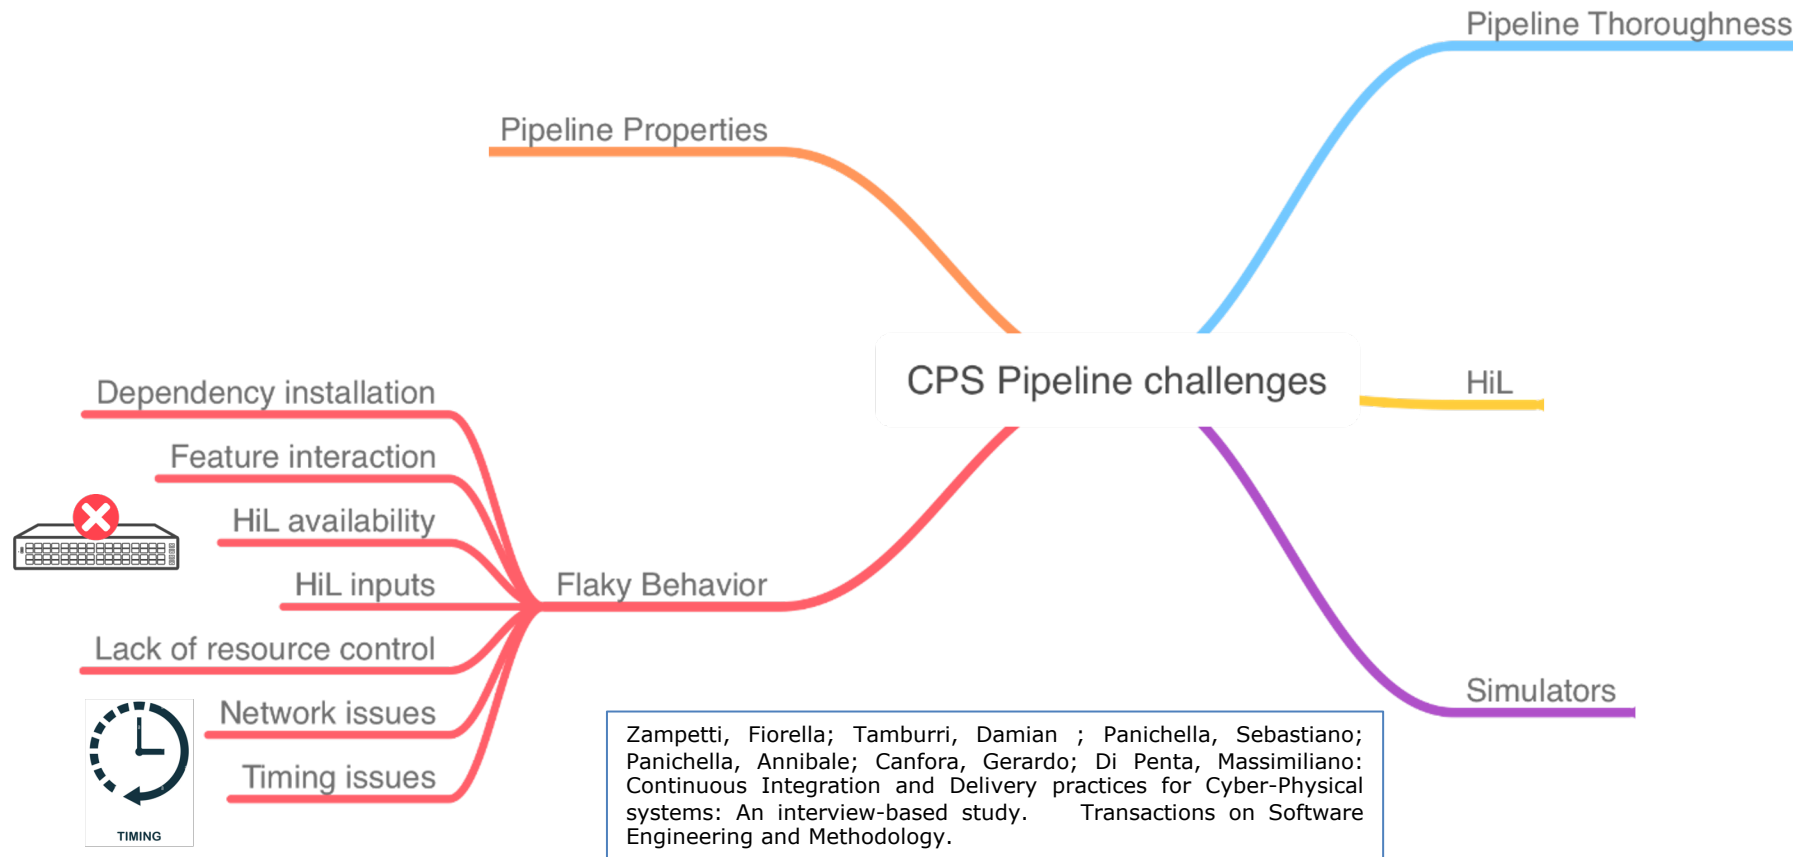 Pipeline Thoroughness
Pipeline Properties
CPS Pipeline challenges
HiL
Dependency installation
Feature interaction
HiL availability
HiL inputs
Flaky Behavior
Lack of resource control
Network issues
Timing issues
TIMING
Simulators
Zampetti, Fiorella; Tamburri, Damian ; Panichella, Sebastiano;
Panichella, Annibale; Canfora, Gerardo; Di Penta, Massimiliano:
Continuous Integration and Delivery practices for Cyber-Physical
systems: An interview-based study. Transactions on Software
Engineering and Methodology.